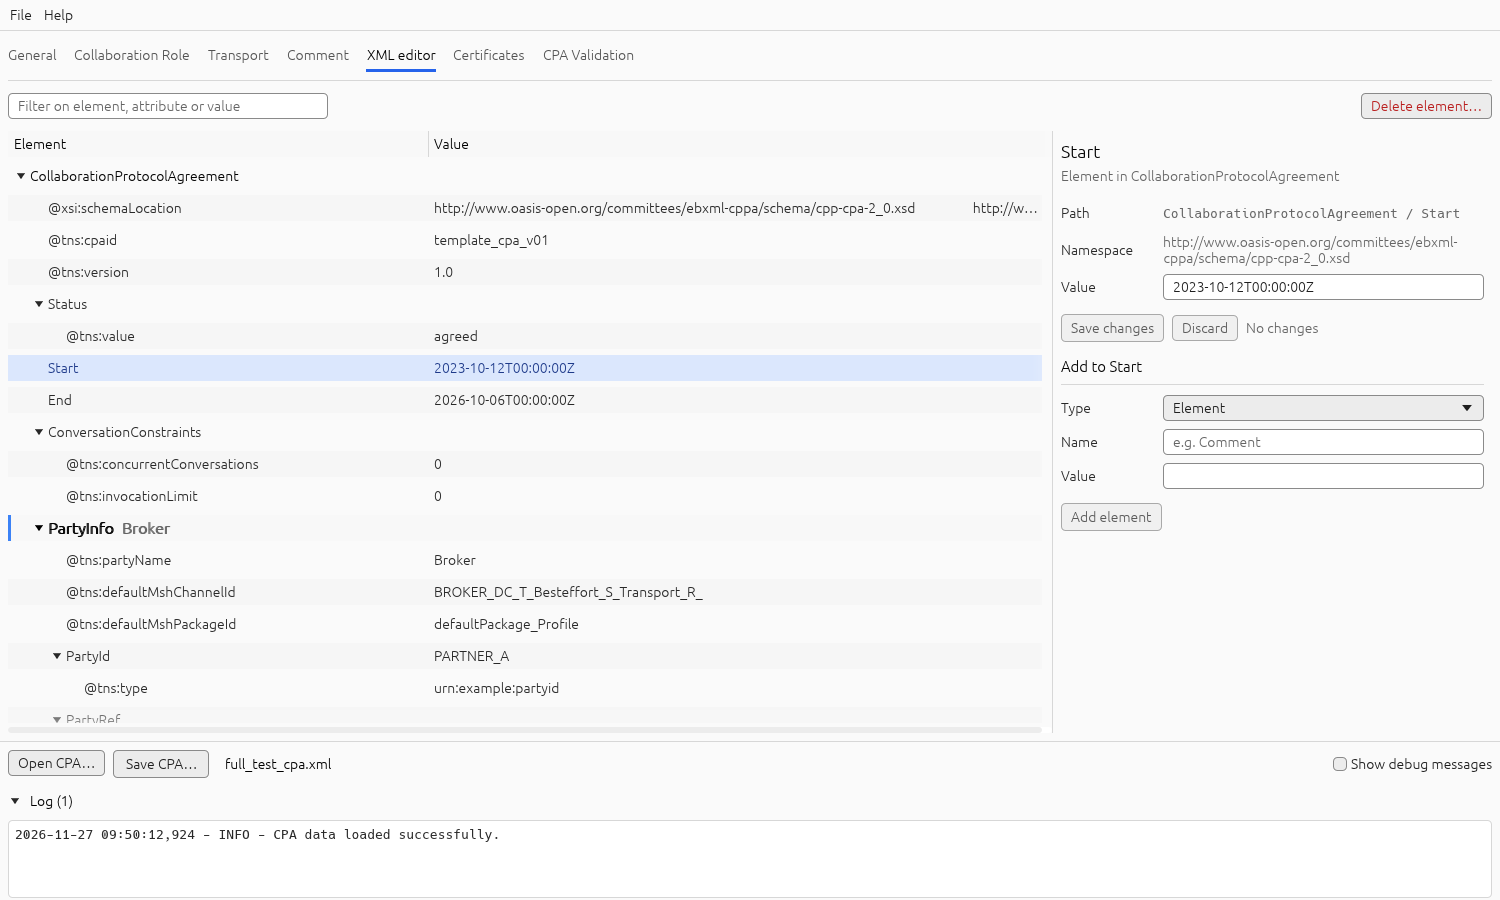 File Help
General Collaboration Role Transport Comment XML editor Certificates CPA Validation
Filter on element, attribute or value
Delete element…
Element Value
CollaborationProtocolAgreement
@xsi:schemaLocation http://www.oasis-open.org/committees/ebxml-cppa/schema/cpp-cpa-2_0.xsd http://w…
@tns:cpaid template_cpa_v01
@tns:version 1.0
Status
@tns:value agreed
Start 2023-10-12T00:00:00Z
End 2026-10-06T00:00:00Z
ConversationConstraints
@tns:concurrentConversations 0
@tns:invocationLimit 0
PartyInfo Broker
@tns:partyName Broker
@tns:defaultMshChannelId BROKER_DC_T_Besteffort_S_Transport_R_
@tns:defaultMshPackageId defaultPackage_Profile
PartyId PARTNER_A
@tns:type urn:example:partyid
PartyRef
Start
Element in CollaborationProtocolAgreement
Path CollaborationProtocolAgreement / Start
Namespace http://www.oasis-open.org/committees/ebxml-
cppa/schema/cpp-cpa-2_0.xsd
Value 2023-10-12T00:00:00Z
Save changes Discard No changes
Add to Start
Type Element
Name e.g. Comment
Value
Add element
Open CPA… Save CPA… full_test_cpa.xml
Show debug messages
Log (1)
2026-11-27 09:50:12,924 - INFO - CPA data loaded successfully.